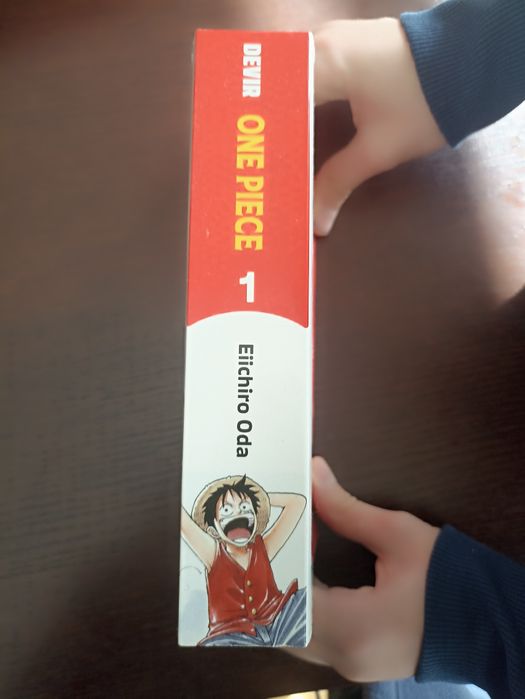 DEVIR
ONE PIECE
1
Eiichiro Oda